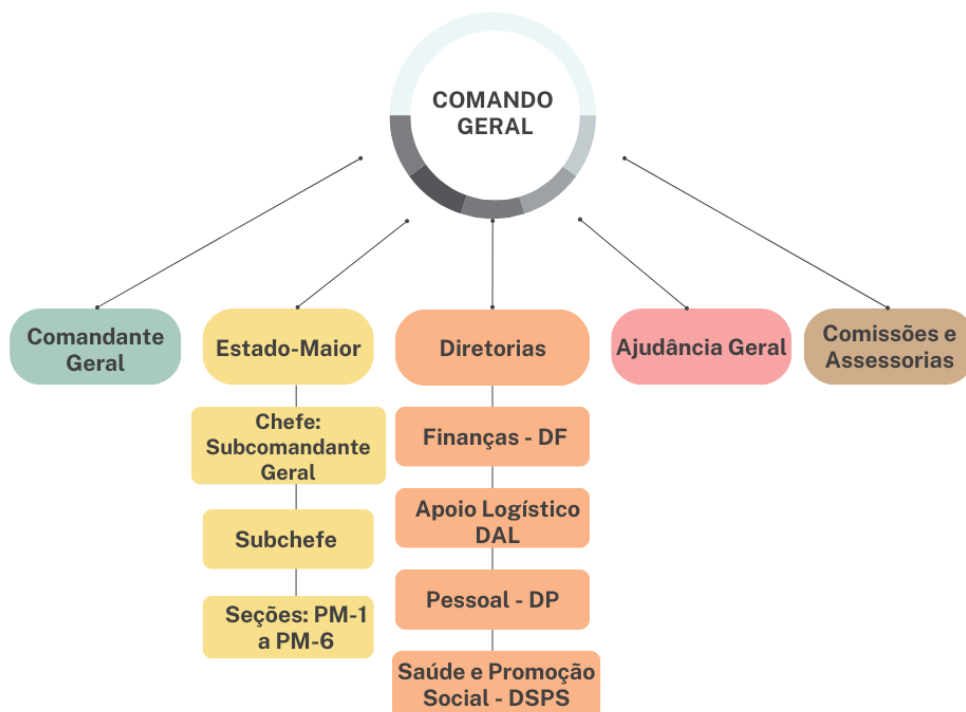 COMANDO
GERAL
Comandante
Geral
Estado-Maior
Diretorias
Ajudância Geral
Comissões e
Assessorias
Chefe:
Subcomandante
Geral
Subchefe
Seções: PM-1
a PM-6
Finanças - DF
Apoio Logístico
DAL
Pessoal - DP
Saúde e Promoção
Social - DSPS